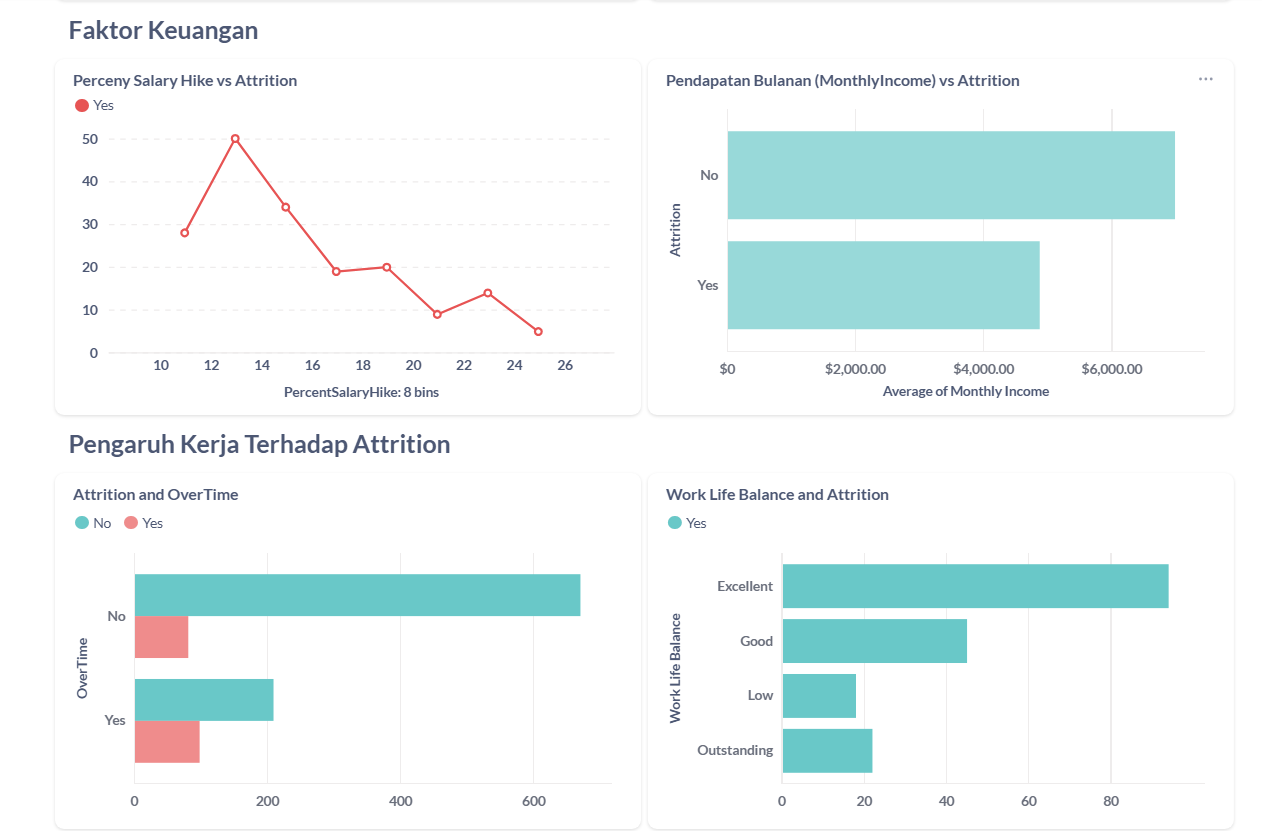 Faktor Keuangan
Perceny Salary Hike vs Attrition
Yes
50
40
30
20
10
0
10 12 14 16 18 20 22 24 26
PercentSalaryHike: 8 bins
Pendapatan Bulanan (MonthlyIncome) vs Attrition
Attrition
No
Yes
$0 $2,000.00 $4,000.00 $6,000.00
Average of Monthly Income
Pengaruh Kerja Terhadap Attrition
Attrition and OverTime
No Yes
OverTime
No
Yes
0 200 400 600
Work Life Balance and Attrition
Yes
Work Life Balance
Excellent
Good
Low
Outstanding
0 20 40 60 80